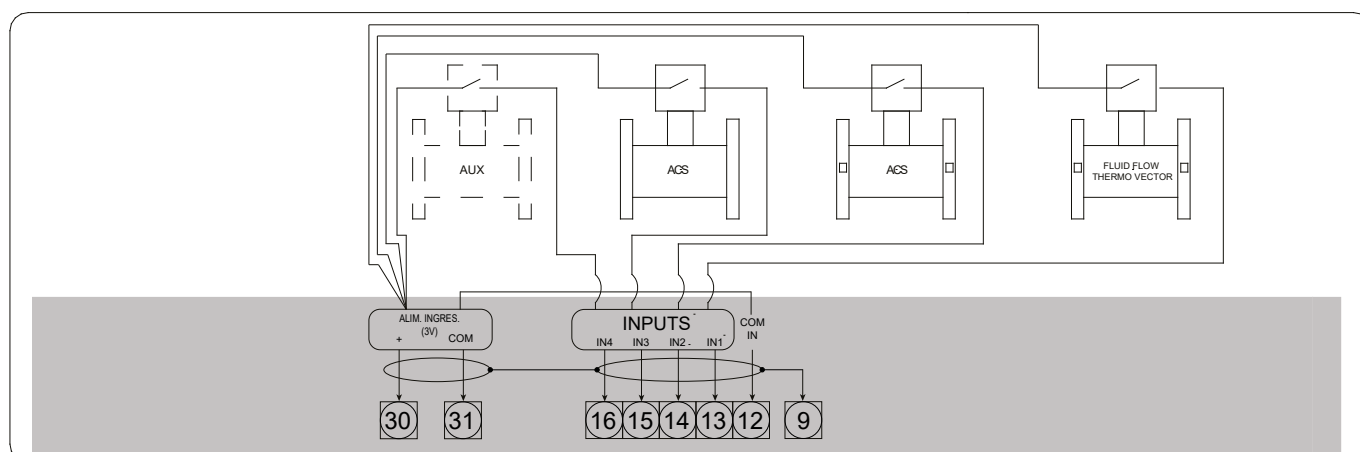 AUX
ACS
ACS
FLUID FLOW
THERMO VECTOR
ALIM. INGRES.
(3V)
+ COM
INPUTS
IN4 IN3 IN2 - IN1 -
COM
IN
30 31 16 15 14 13 12 9